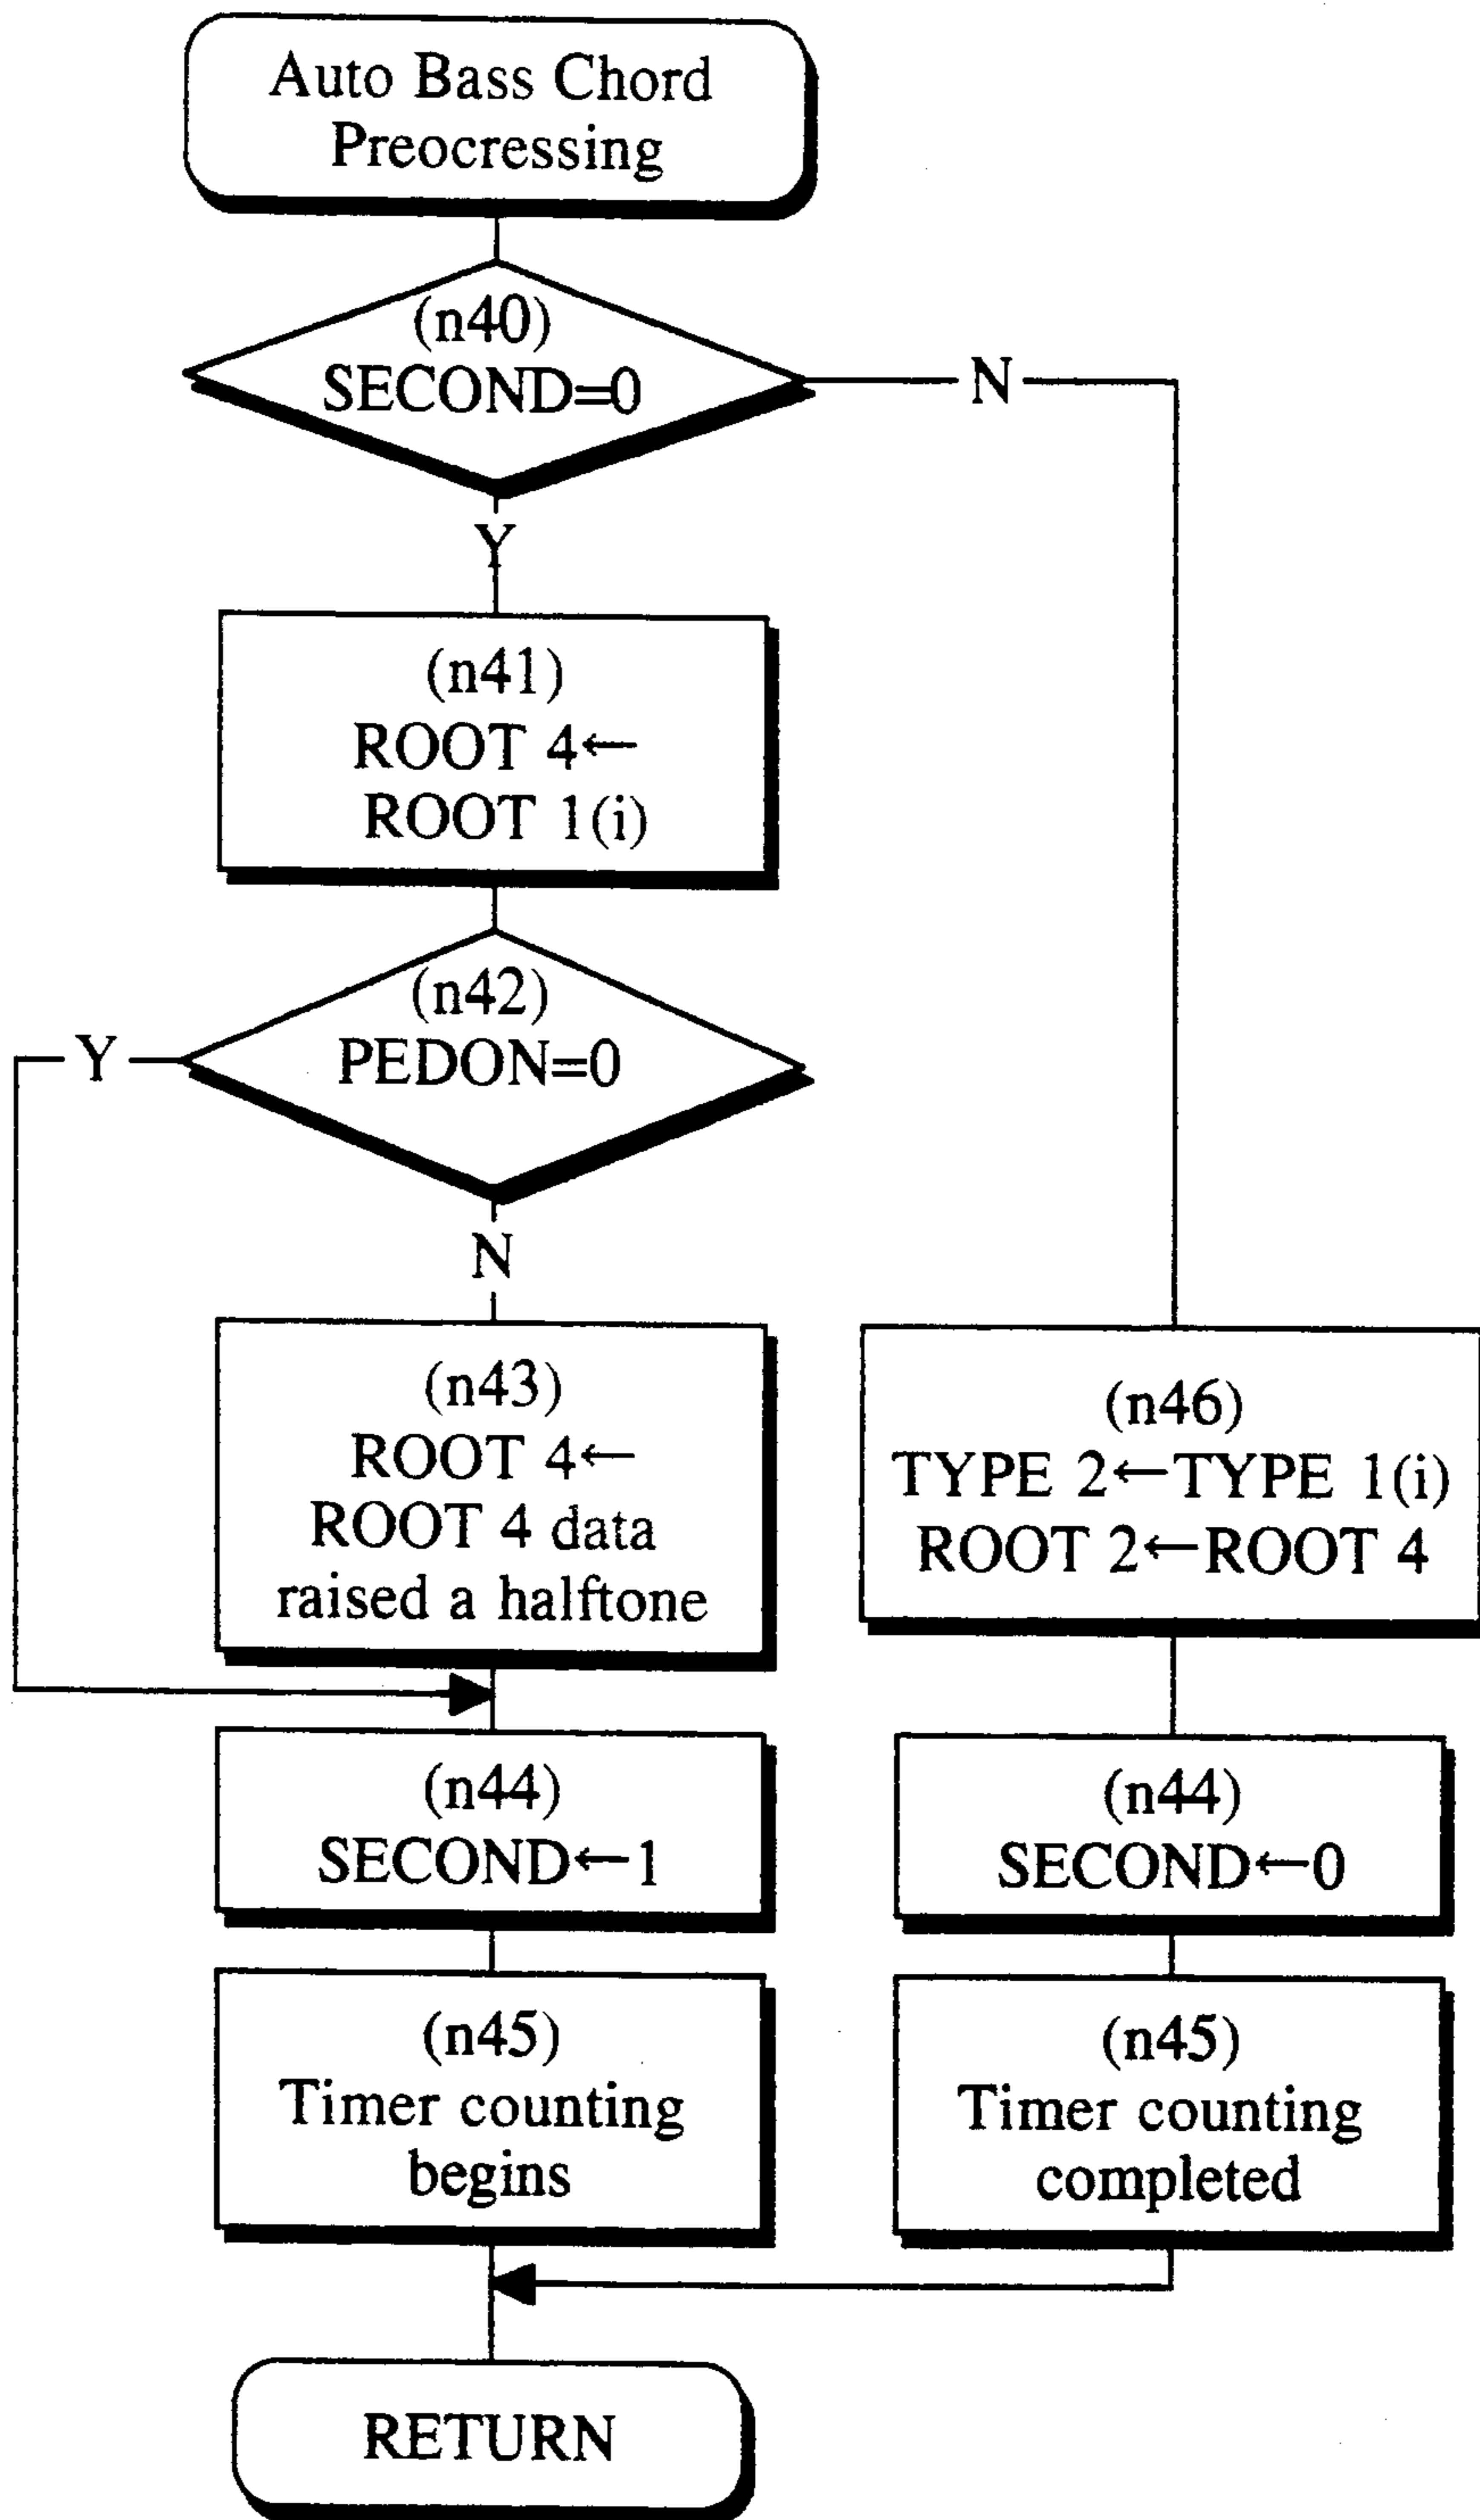 Auto Bass Chord
Preocressing
(n40)
SECOND=0
N
Y
(n41)
ROOT 4←
ROOT 1(i)
(n42)
PEDON=0
Y
N
(n43)
ROOT 4←
ROOT 4 data
raised a halftone
(n44)
SECOND←1
(n45)
Timer counting
begins
(n46)
TYPE 2←TYPE 1(i)
ROOT 2←ROOT 4
(n44)
SECOND←0
(n45)
Timer counting
completed
RETURN